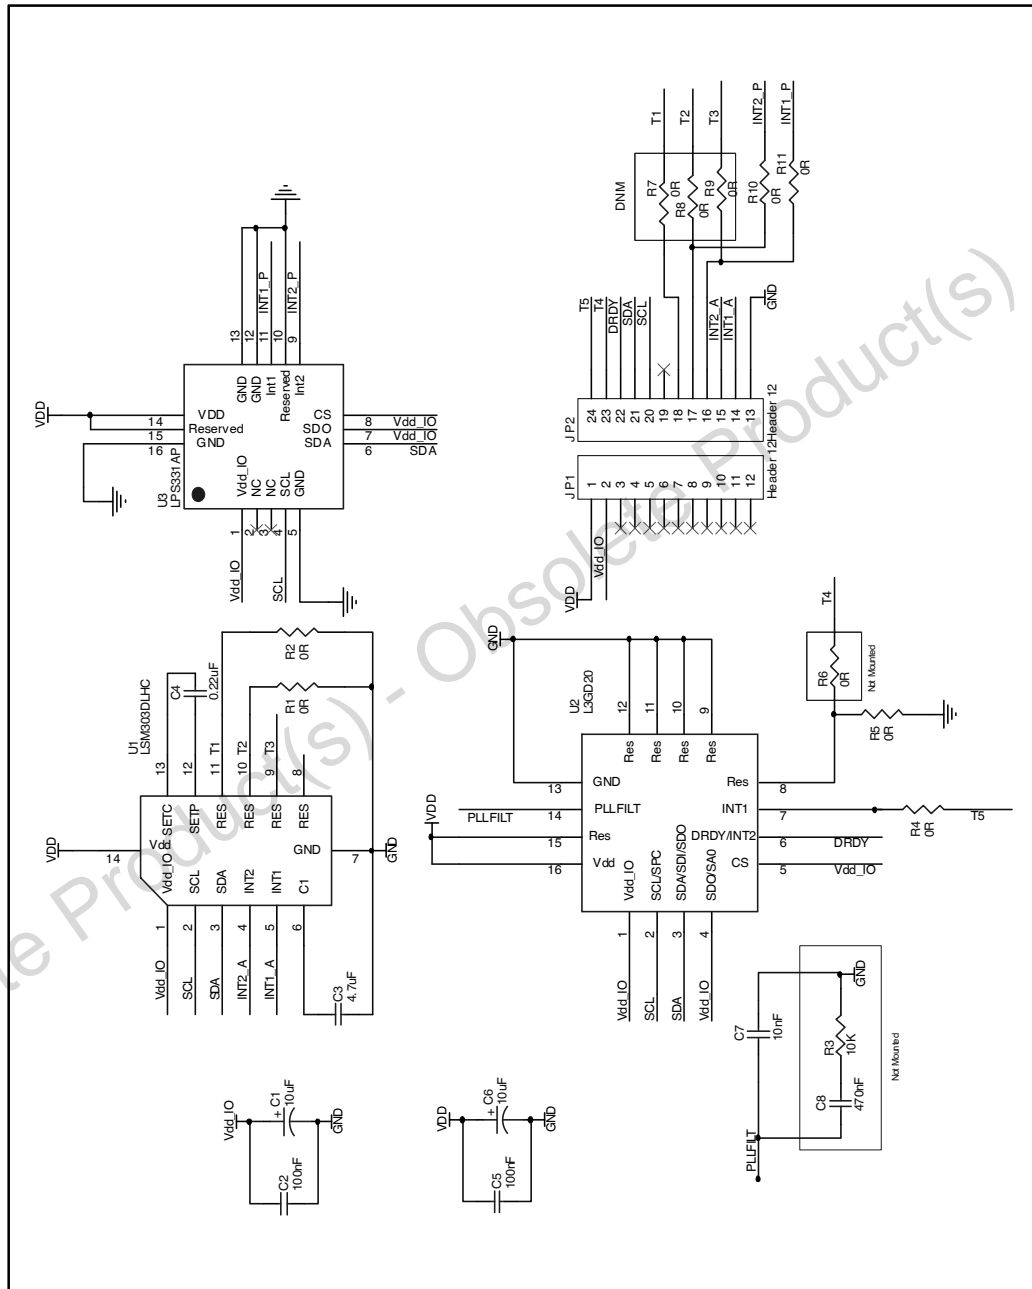 VDD
14
15
16
VDD
Reserved
GND
U3
LPS331AP
13
12
11
10
9
GND
GND
Int1
Reserved
Int2
INT1_P
INT2_P
CS
SDO
SDA
8
7
6
Vdd_IO
Vdd_IO
SDA
Vdd_IO
NC
NC
SCL
GND
1
2
3
4
5
Vdd_IO
SCL
T1
T2
T3
INT2_P
INT1_P
DNM
R7
0R
R8
0R
R9
0R
R10
0R
R11
0R
T5
T4
DRDY
SDA
SCL
INT2_A
INT1_A
GND
JP2
24
23
22
21
20
19
18
17
16
15
14
13
Header 12
JP1
1
2
3
4
5
6
7
8
9
10
11
12
Header 12
Vdd_IO
VDD
U1
LSM303DLHC
C4
0.22uF
R2
0R
R1
0R
13
12
11
10
9
8
T1
T2
T3
SETC
SETP
RES
RES
RES
RES
VDD
14
Vdd
GND
7
GND
Vdd_IO
SCL
SDA
INT2
INT1
C1
1
2
3
4
5
6
Vdd_IO
SCL
SDA
INT2_A
INT1_A
C3
4.7uF
GND
U2
L3GD20
12
11
10
9
Res
Res
Res
Res
VDD
PLLFILT
13
14
15
16
GND
PLLFILT
Res
Vdd
Res
INT1
DRDY/INT2
CS
8
7
6
5
DRDY
Vdd_IO
Vdd_IO
SCL/SPC
SDA/SDI/SDO
SDO/SA0
1
2
3
4
Vdd_IO
SCL
SDA
Vdd_IO
T4
R6
0R
Not Mounted
R5
0R
R4
0R
T5
C7
10nF
GND
R3
10K
C8
470nF
Not Mounted
PLLFILT
Vdd_IO
+
C1
10uF
GND
C2
100nF
VDD
+
C6
10uF
GND
C5
100nF
te Product(s) - Obsolete Product(s)